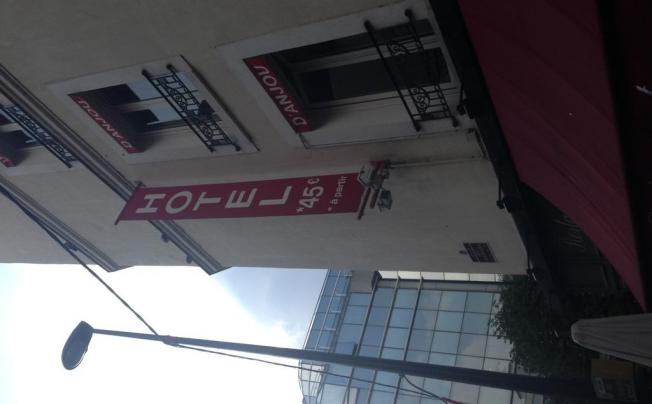 HOTEL
*45€
* à partir
D'ANJOU
D'ANJOU